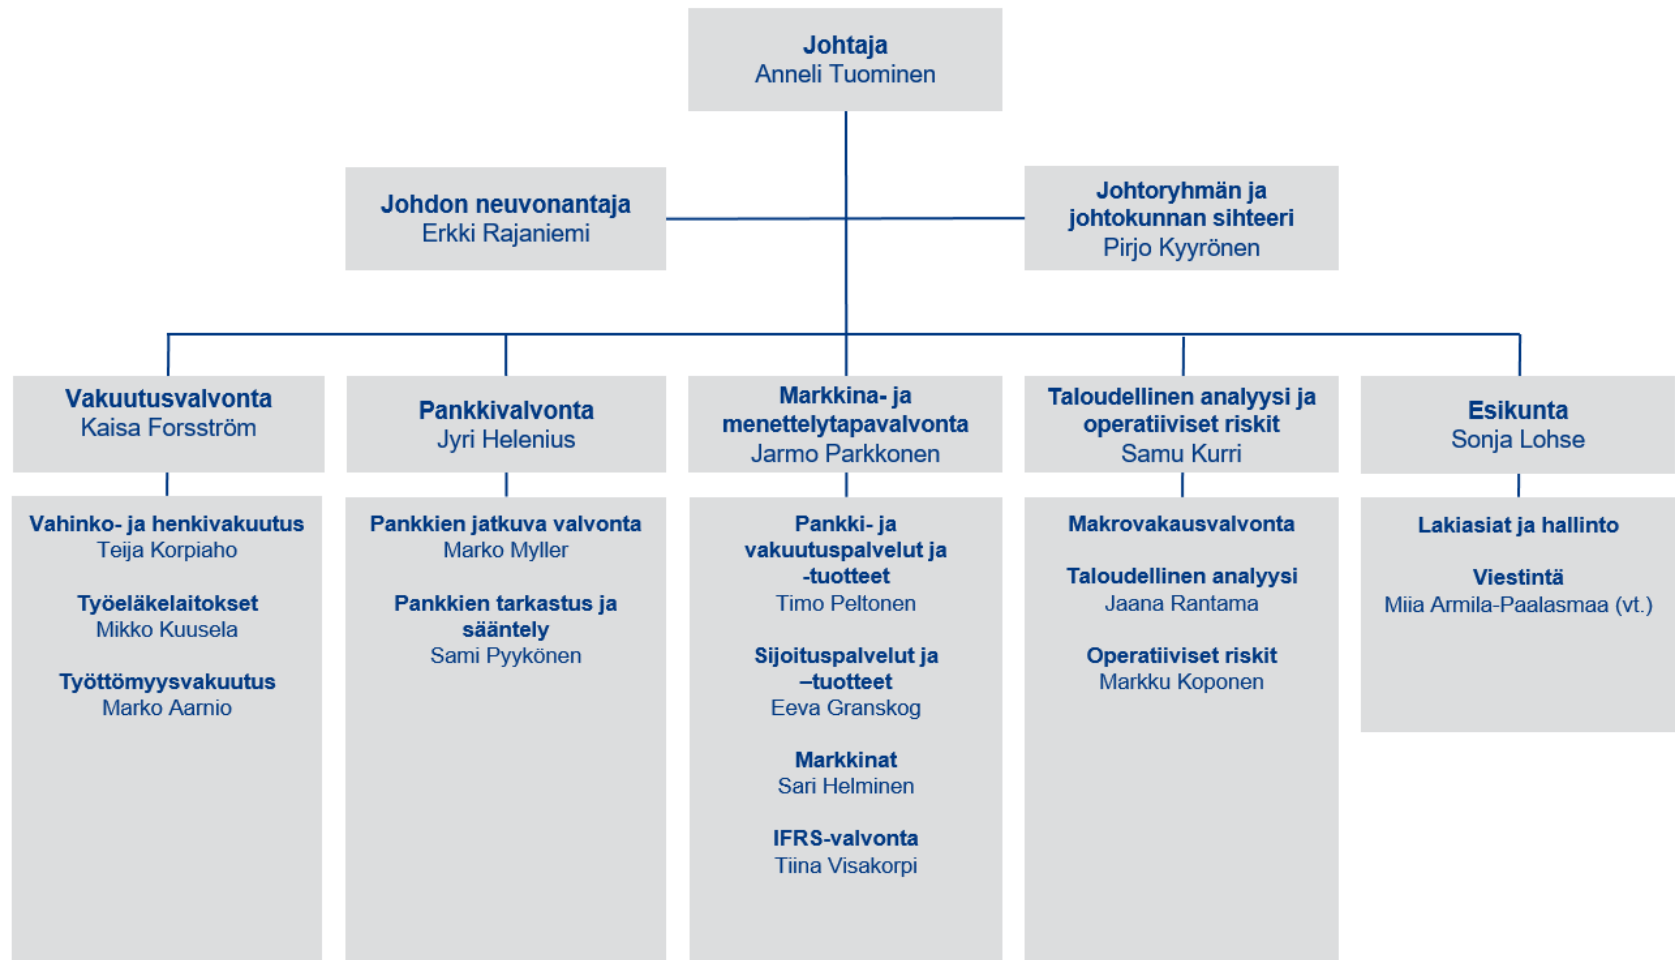 Johtaja
Anneli Tuominen
Johdon neuvonantaja
Erkki Rajaniemi
Johtoryhmän ja
johtokunnan sihteeri
Pirjo Kyyrönen
Vakuutusvalvonta
Kaisa Forsström
Pankkivalvonta
Jyri Helenius
Markkina- ja
menettelytapavalvonta
Jarmo Parkkonen
Taloudellinen analyysi ja
operatiiviset riskit
Samu Kurri
Esikunta
Sonja Lohse
Vahinko- ja henkivakuutus
Teija Korpiaho
Työeläkelaitokset
Mikko Kuusela
Työttömyysvakuutus
Marko Aarnio
Pankkien jatkuva valvonta
Marko Myller
Pankkien tarkastus ja
sääntely
Sami Pyykönen
Pankki- ja
vakuutuspalvelut ja
-tuotteet
Timo Peltonen
Sijoituspalvelut ja
–tuotteet
Eeva Granskog
Markkinat
Sari Helminen
IFRS-valvonta
Tiina Visakorpi
Makrovakausvalvonta
Taloudellinen analyysi
Jaana Rantama
Operatiiviset riskit
Markku Koponen
Lakiasiat ja hallinto
Viestintä
Miia Armila-Paalasmaa (vt.)